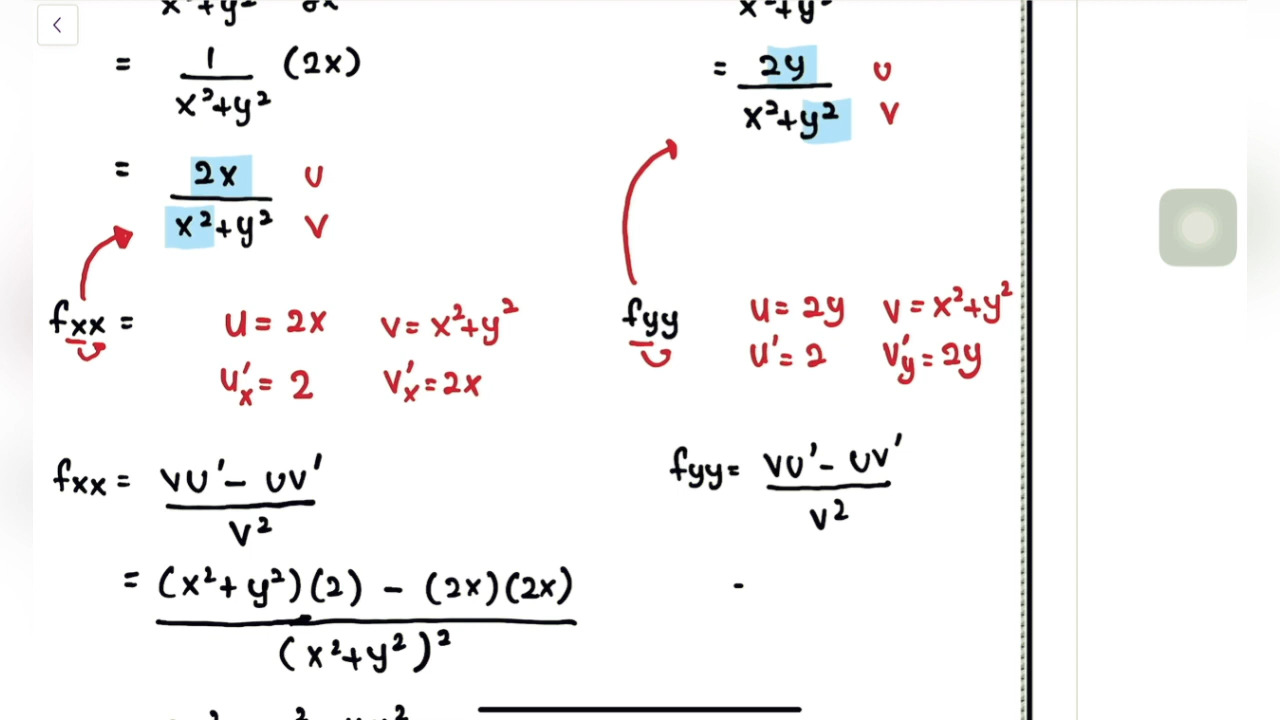 = 1/(x²+y²) (2x)
= 2x/(x²+y²) u v
fxx =
u = 2x v = x²+y²
u'x = 2 v'x = 2x
fxx = (vu' - uv')/v²
= ((x²+y²)(2) - (2x)(2x))/(x²+y²)²
x²+y²
= 2y/(x²+y²) u v
fyy
u = 2y v = x²+y²
u' = 2 v'y = 2y
fyy = (vu' - uv')/v²
-